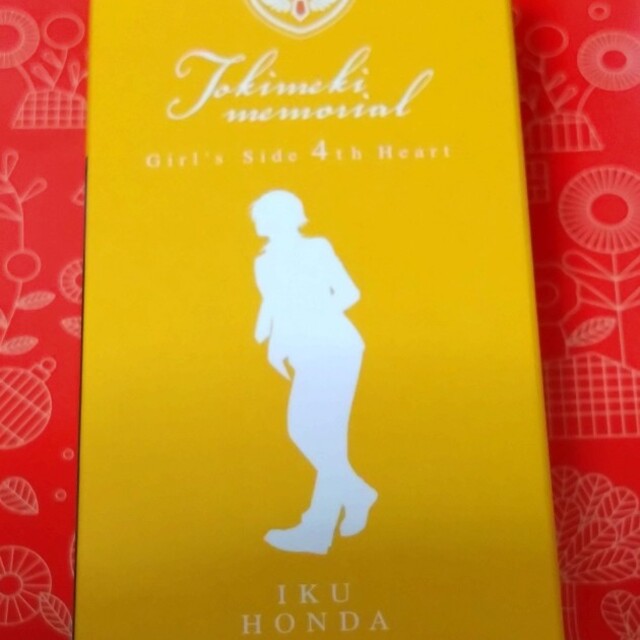 Tokimeki
memorial
Girl's Side 4th Heart
IKU
HONDA